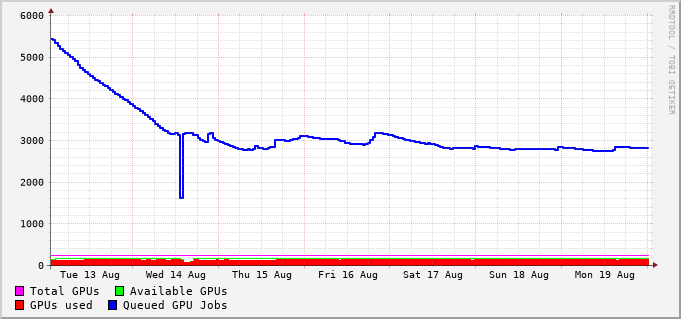 6000
5000
4000
3000
2000
1000
0
Tue 13 Aug Wed 14 Aug Thu 15 Aug Fri 16 Aug Sat 17 Aug Sun 18 Aug Mon 19 Aug
Total GPUs Available GPUs
GPUs used Queued GPU Jobs
RRDTOOL / TOBI OETIKER